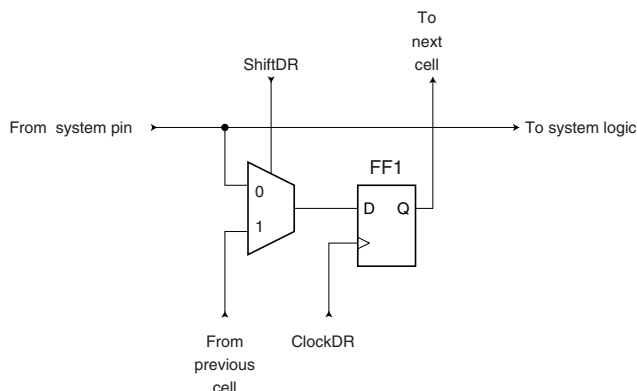 To
next
cell
ShiftDR
From system pin
To system logic
FF1
0
D Q
1
From
previous
cell
ClockDR